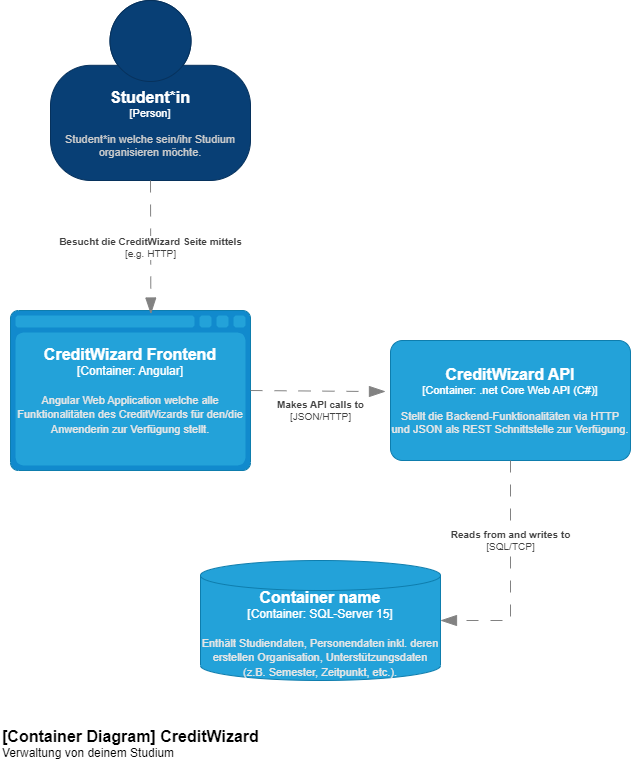 Student*in
[Person]
Student*in welche sein/ihr Studium
organisieren möchte.
Besucht die CreditWizard Seite mittels
[e.g. HTTP]
CreditWizard Frontend
[Container: Angular]
Angular Web Application welche alle
Funktionalitäten des CreditWizards für den/die
Anwenderin zur Verfügung stellt.
Makes API calls to
[JSON/HTTP]
CreditWizard API
[Container: .net Core Web API (C#)]
Stellt die Backend-Funktionalitäten via HTTP
und JSON als REST Schnittstelle zur Verfügung.
Reads from and writes to
[SQL/TCP]
Container name
[Container: SQL-Server 15]
Enthält Studiendaten, Personendaten inkl. deren
erstellen Organisation, Unterstützungsdaten
(z.B. Semester, Zeitpunkt, etc.).
[Container Diagram] CreditWizard
Verwaltung von deinem Studium